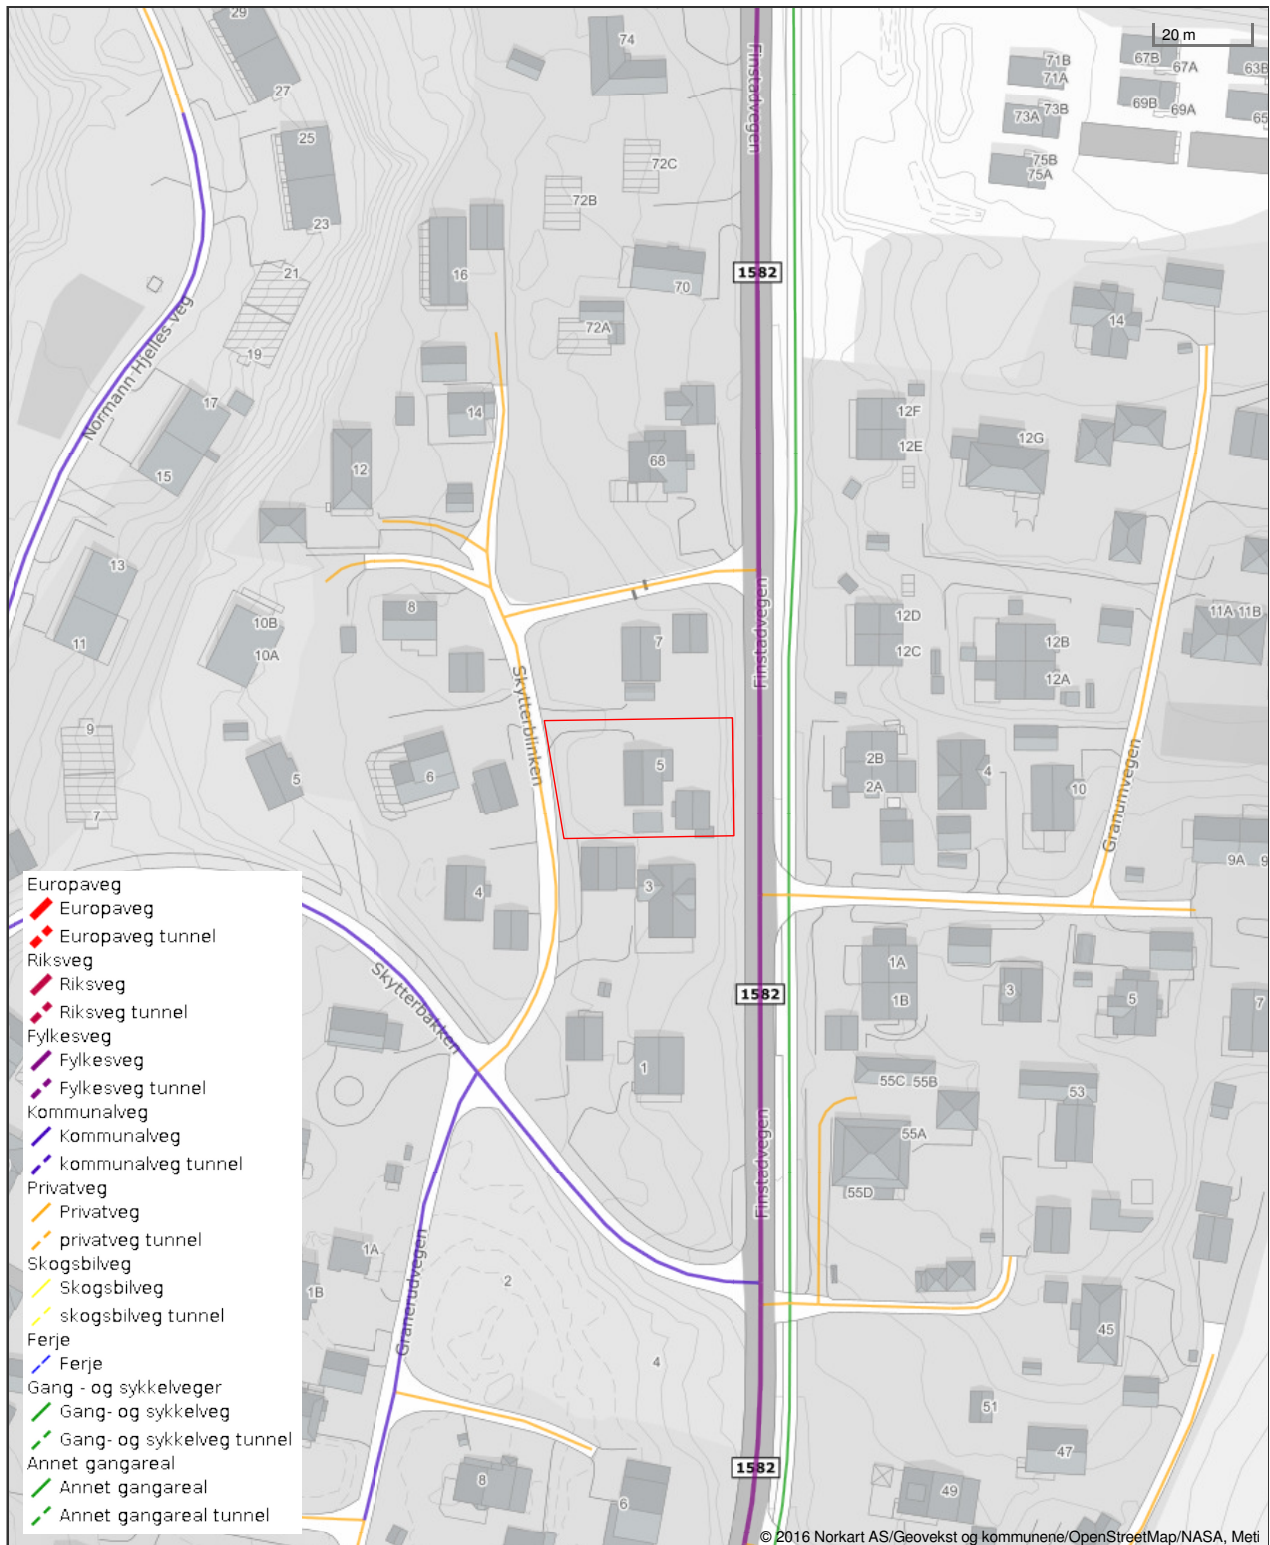 29
74
Finstadvegen
20 m
67B
67A
71B
71A
27
69B
69A
73A
73B
25
72C
75B
75A
72B
23
21
16
1582
70
72A
14
Normann Hjelles veg
19
17
14
12F
12E
12G
12
68
15
13
8
11A
11B
10B
10A
11
7
12D
12C
12B
12A
Finstadvegen
Skytterblinken
9
5
2B
2A
4
6
5
10
7
Granumvegen
9A
4
3
1A
1B
3
5
7
Skytterbakken
1582
1
55C
55B
53
55A
55D
Finstadvegen
1A
1B
2
Granerudvegen
4
45
51
47
1582
8
6
49
Europaveg
Europaveg
Europaveg tunnel
Riksveg
Riksveg
Riksveg tunnel
Fylkesveg
Fylkesveg
Fylkesveg tunnel
Kommunalveg
Kommunalveg
kommunalveg tunnel
Privatveg
Privatveg
privatveg tunnel
Skogsbilveg
Skogsbilveg
skogsbilveg tunnel
Ferje
Ferje
Gang - og sykkelveger
Gang- og sykkelveg
Gang- og sykkelveg tunnel
Annet gangareal
Annet gangareal
Annet gangareal tunnel
© 2016 Norkart AS/Geovekst og kommunene/OpenStreetMap/NASA, Meti